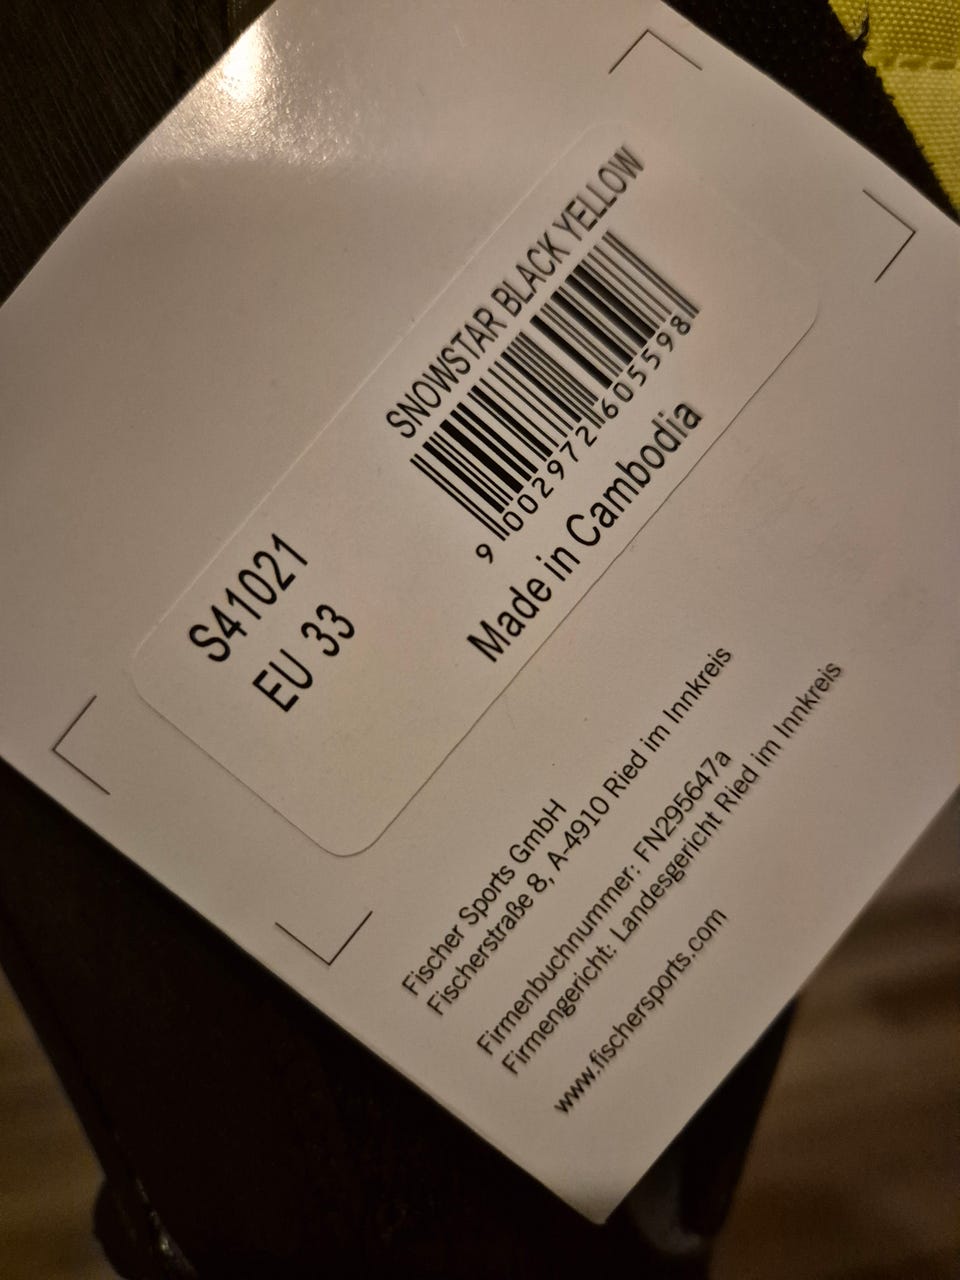 SNOWSTAR BLACK YELLOW
9 002972 605598
S41021
EU 33
Made in Cambodia
Fischer Sports GmbH
Fischerstraße 8, A-4910 Ried im Innkreis
Firmenbuchnummer: FN295647a
Firmengericht: Landesgericht Ried im Innkreis
www.fischersports.com